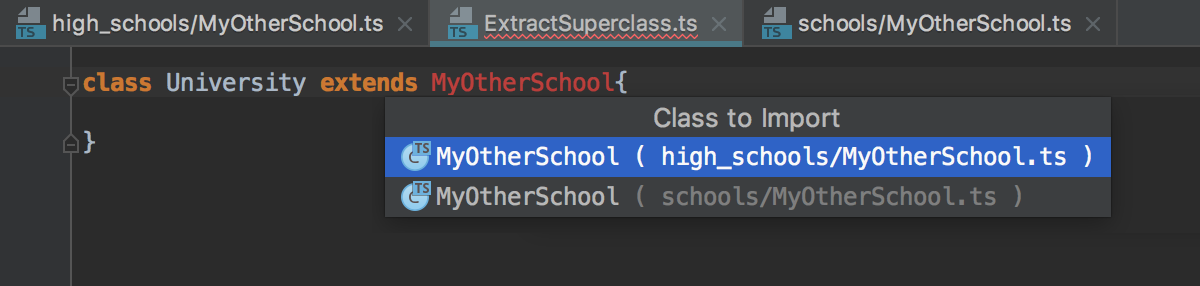 TS high_schools/MyOtherSchool.ts TS ExtractSuperclass.ts TS schools/MyOtherSchool.ts
class University extends MyOtherSchool{
Class to Import
TS MyOtherSchool ( high_schools/MyOtherSchool.ts )
}
TS MyOtherSchool ( schools/MyOtherSchool.ts )